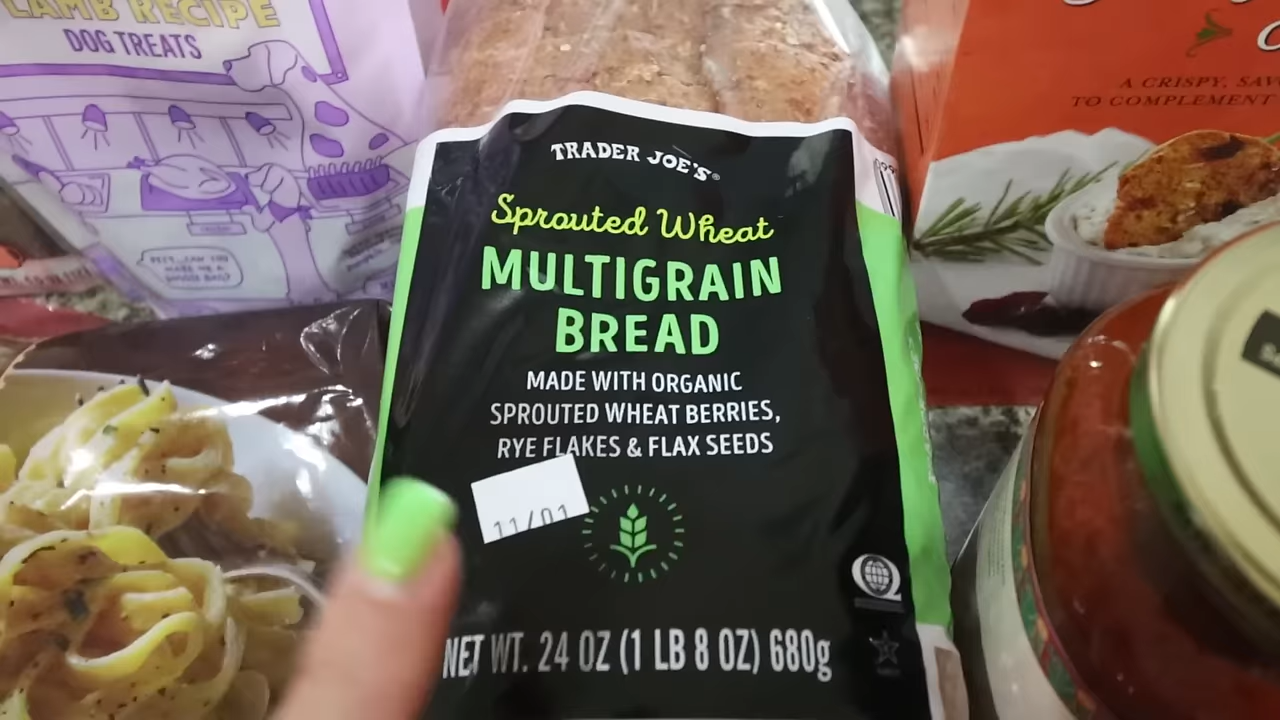 LAMB RECIPE
DOG TREATS
TRADER JOE'S®
Sprouted Wheat
MULTIGRAIN
BREAD
MADE WITH ORGANIC
SPROUTED WHEAT BERRIES,
RYE FLAKES & FLAX SEEDS
11/01
NET WT. 24 OZ (1 LB 8 OZ) 680g
A CRISPY, SAV
TO COMPLEMENT